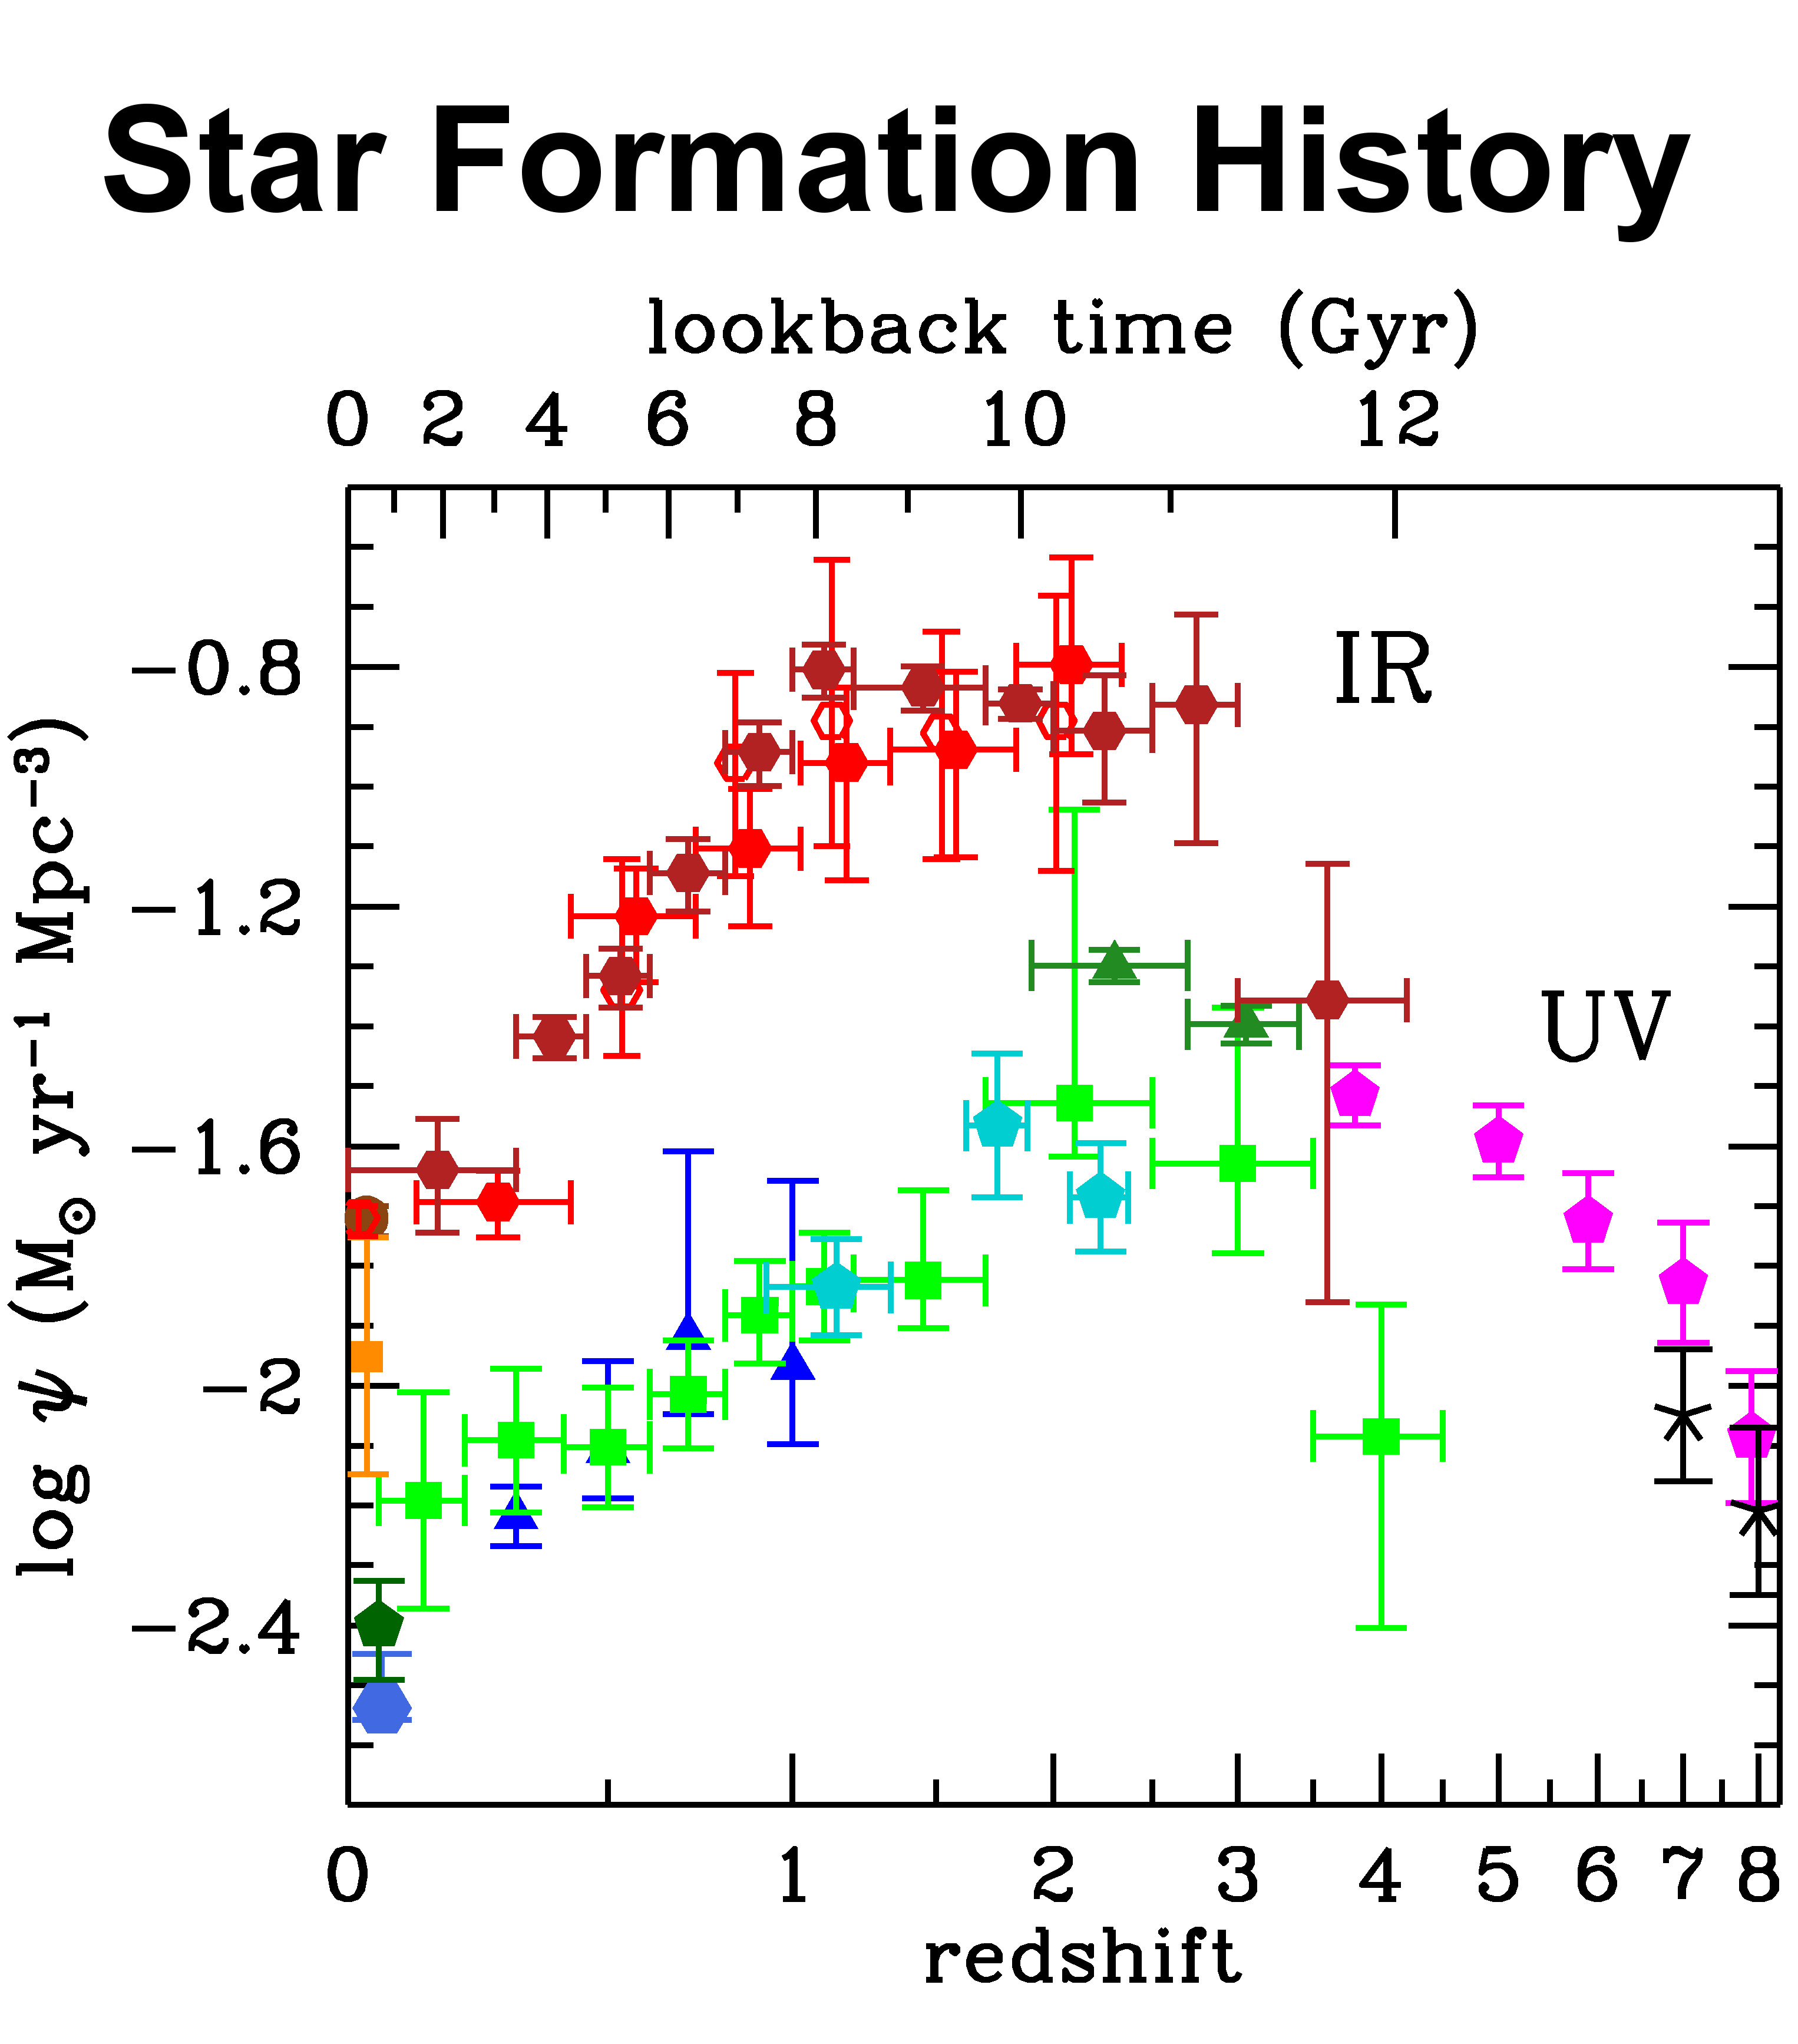 Star Formation History
lookback time (Gyr)
0 2 4 6 8 10 12
IR
UV
-0.8
-1.2
-1.6
-2
-2.4
log ψ (M⊙ yr⁻¹ Mpc⁻³)
0 1 2 3 4 5 6 7 8
redshift